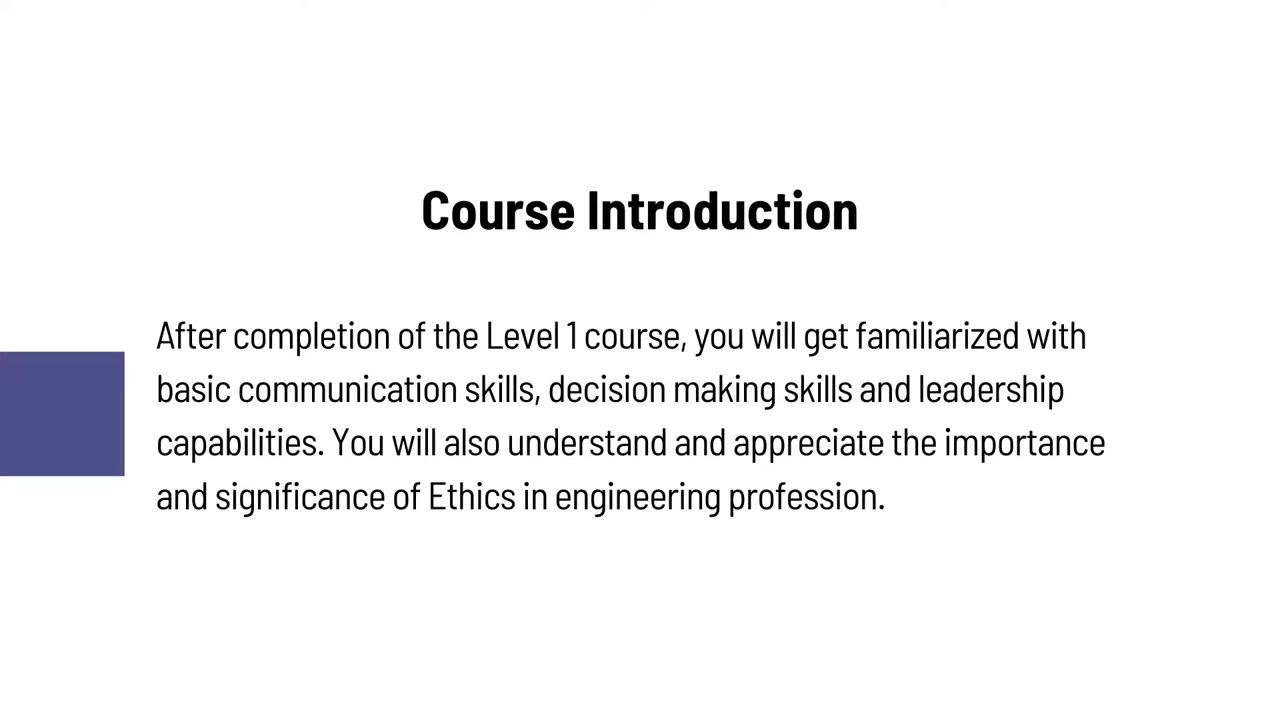 Course Introduction
After completion of the Level 1 course, you will get familiarized with
basic communication skills, decision making skills and leadership
capabilities. You will also understand and appreciate the importance
and significance of Ethics in engineering profession.